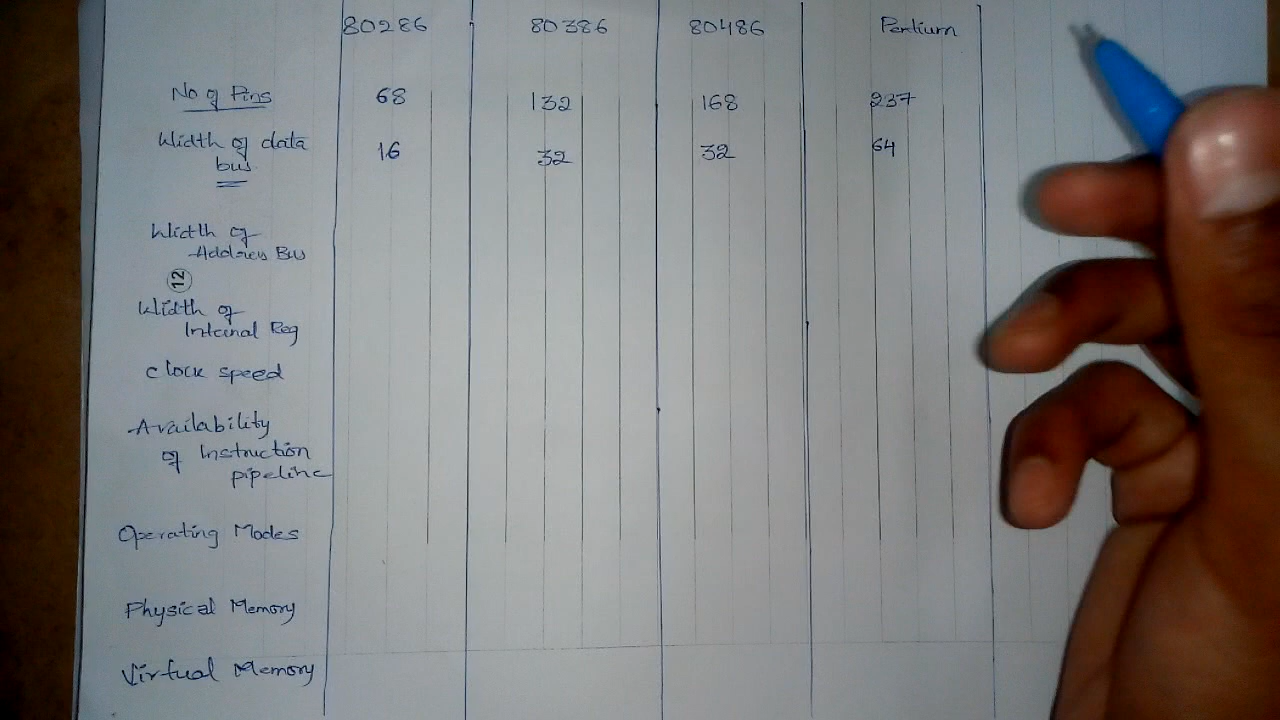 80286 80386 80486 Pentium
No of Pins 68 132 168 237
Width of data 16 32 32 64
bus
Width of
Address Bus
12
Width of
Internal Reg
clock speed
Availability
of Instruction
pipeline
Operating Modes
Physical Memory
Virtual Memory